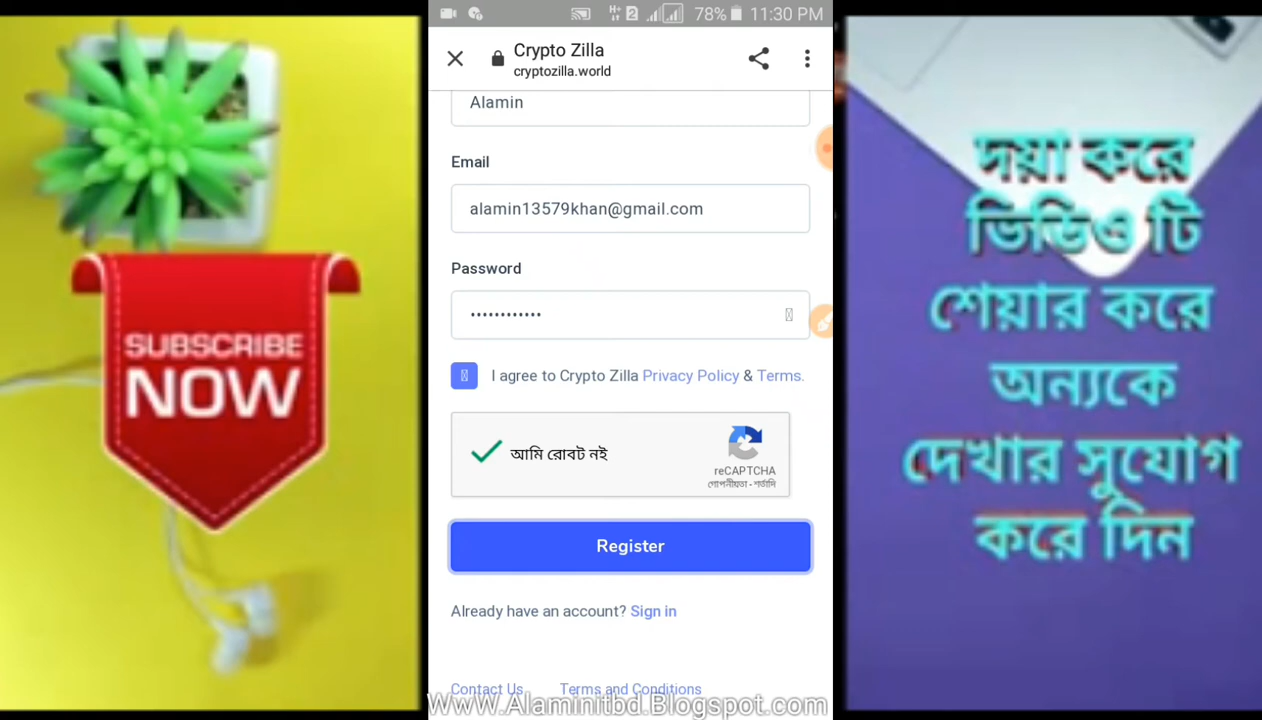 78% 11:30 PM
Crypto Zilla
cryptozilla.world
Alamin
Email
alamin13579khan@gmail.com
Password
••••••••••••
I agree to Crypto Zilla Privacy Policy & Terms.
আমি রোবট নই
reCAPTCHA
গোপনীয়তা - শর্তাদি
Register
Already have an account? Sign in
Contact Us Terms and Conditions
WwW.Alaminitbd.Blogspot.com
SUBSCRIBE
NOW
দয়া করে
ভিডিও টি
শেয়ার করে
অন্যকে
দেখার সুযোগ
করে দিন